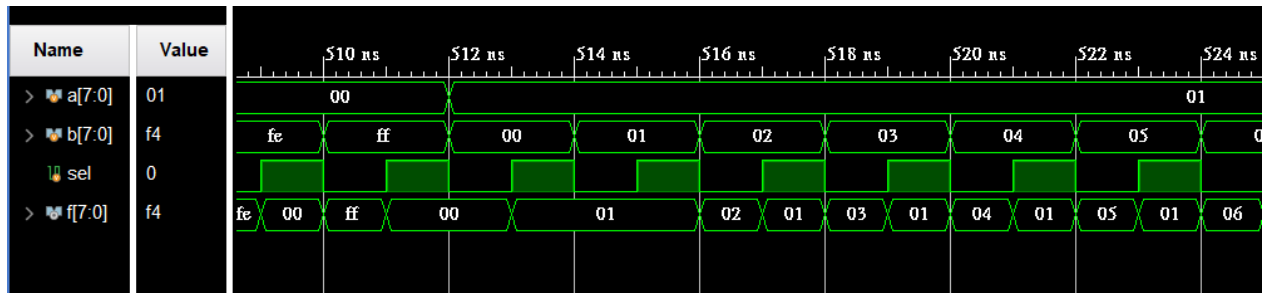 Name Value 510 ns 512 ns 514 ns 516 ns 518 ns 520 ns 522 ns 524 ns
> a[7:0] 01 00 01
> b[7:0] f4 fe ff 00 01 02 03 04 05 0
sel 0
> f[7:0] f4 fe 00 ff 00 01 02 01 03 01 04 01 05 01 06